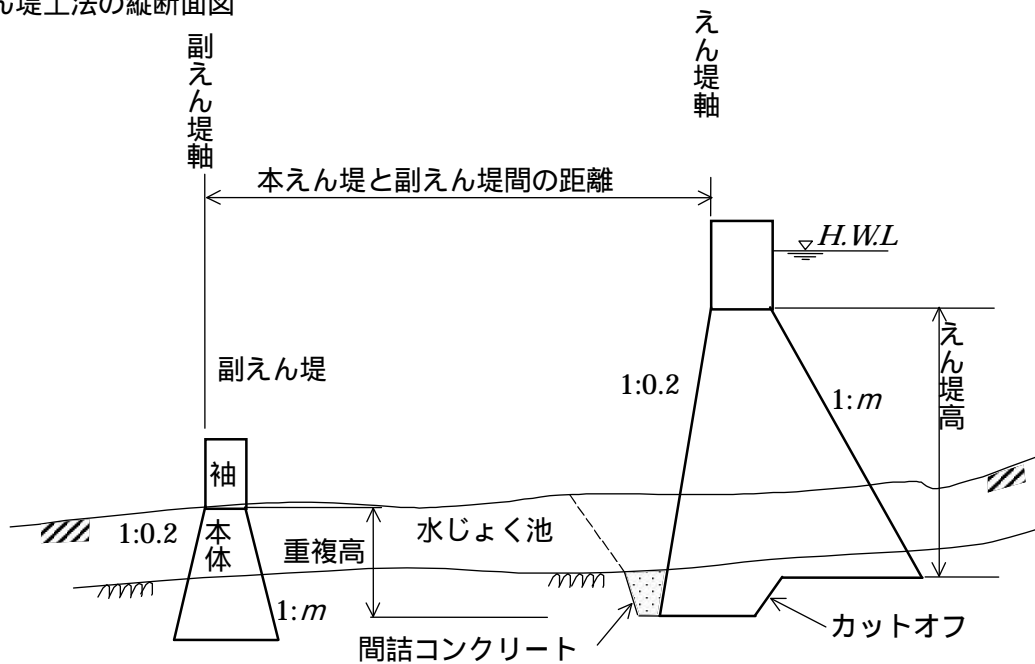 ん堤工法の縦断面図
副えん堤軸
えん堤軸
本えん堤と副えん堤間の距離
H.W.L
副えん堤
1:0.2
1:m
えん堤高
袖
1:0.2
本体
重複高
水じょく池
1:m
間詰コンクリート
カットオフ